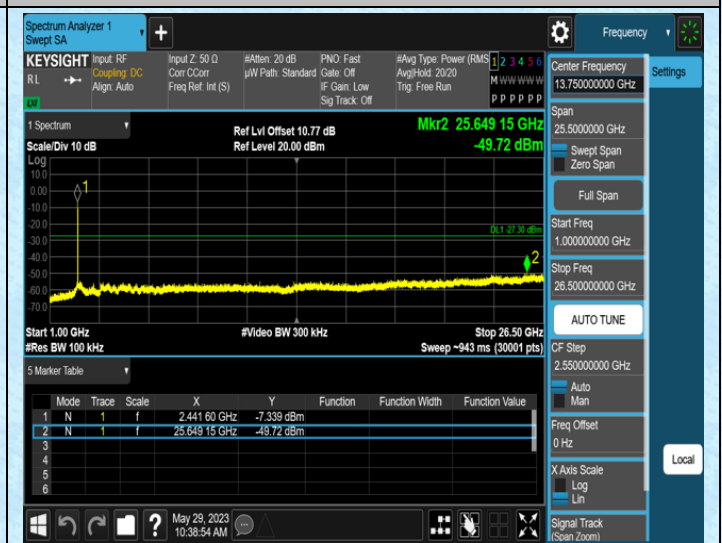 Spectrum Analyzer 1
Swept SA
Frequency
KEYSIGHT
Input: RF
Input Z: 50 Ω
#Atten: 20 dB
PNO: Fast
#Avg Type: Power (RMS
1 2 3 4 5 6
RL
Coupling: DC
Corr CCorr
µW Path: Standard
Gate: Off
Avg|Hold: 20/20
M W W W W W
Align: Auto
Freq Ref: Int (S)
IF Gain: Low
Trig: Free Run
P P P P P P
Sig Track: Off
LXI
Center Frequency
13.750000000 GHz
Settings
Span
25.5000000 GHz
Swept Span
Zero Span
Full Span
Start Freq
1.000000000 GHz
Stop Freq
26.500000000 GHz
AUTO TUNE
CF Step
2.550000000 GHz
Auto
Man
Freq Offset
0 Hz
X Axis Scale
Log
Lin
Signal Track
(Span Zoom)
Local
1 Spectrum
Scale/Div 10 dB
Ref Lvl Offset 10.77 dB
Ref Level 20.00 dBm
Mkr2 25.649 15 GHz
-49.72 dBm
Log
10.0
0.00
-10.0
-20.0
-30.0
-40.0
-50.0
-60.0
-70.0
1
DL1 -27.30 dBm
2
Start 1.00 GHz
#Video BW 300 kHz
Stop 26.50 GHz
#Res BW 100 kHz
Sweep ~943 ms (30001 pts)
5 Marker Table
Mode Trace Scale X Y Function Function Width Function Value
1 N 1 f 2.441 60 GHz -7.339 dBm
2 N 1 f 25.649 15 GHz -49.72 dBm
3
4
5
6
?
May 29, 2023
10:38:54 AM